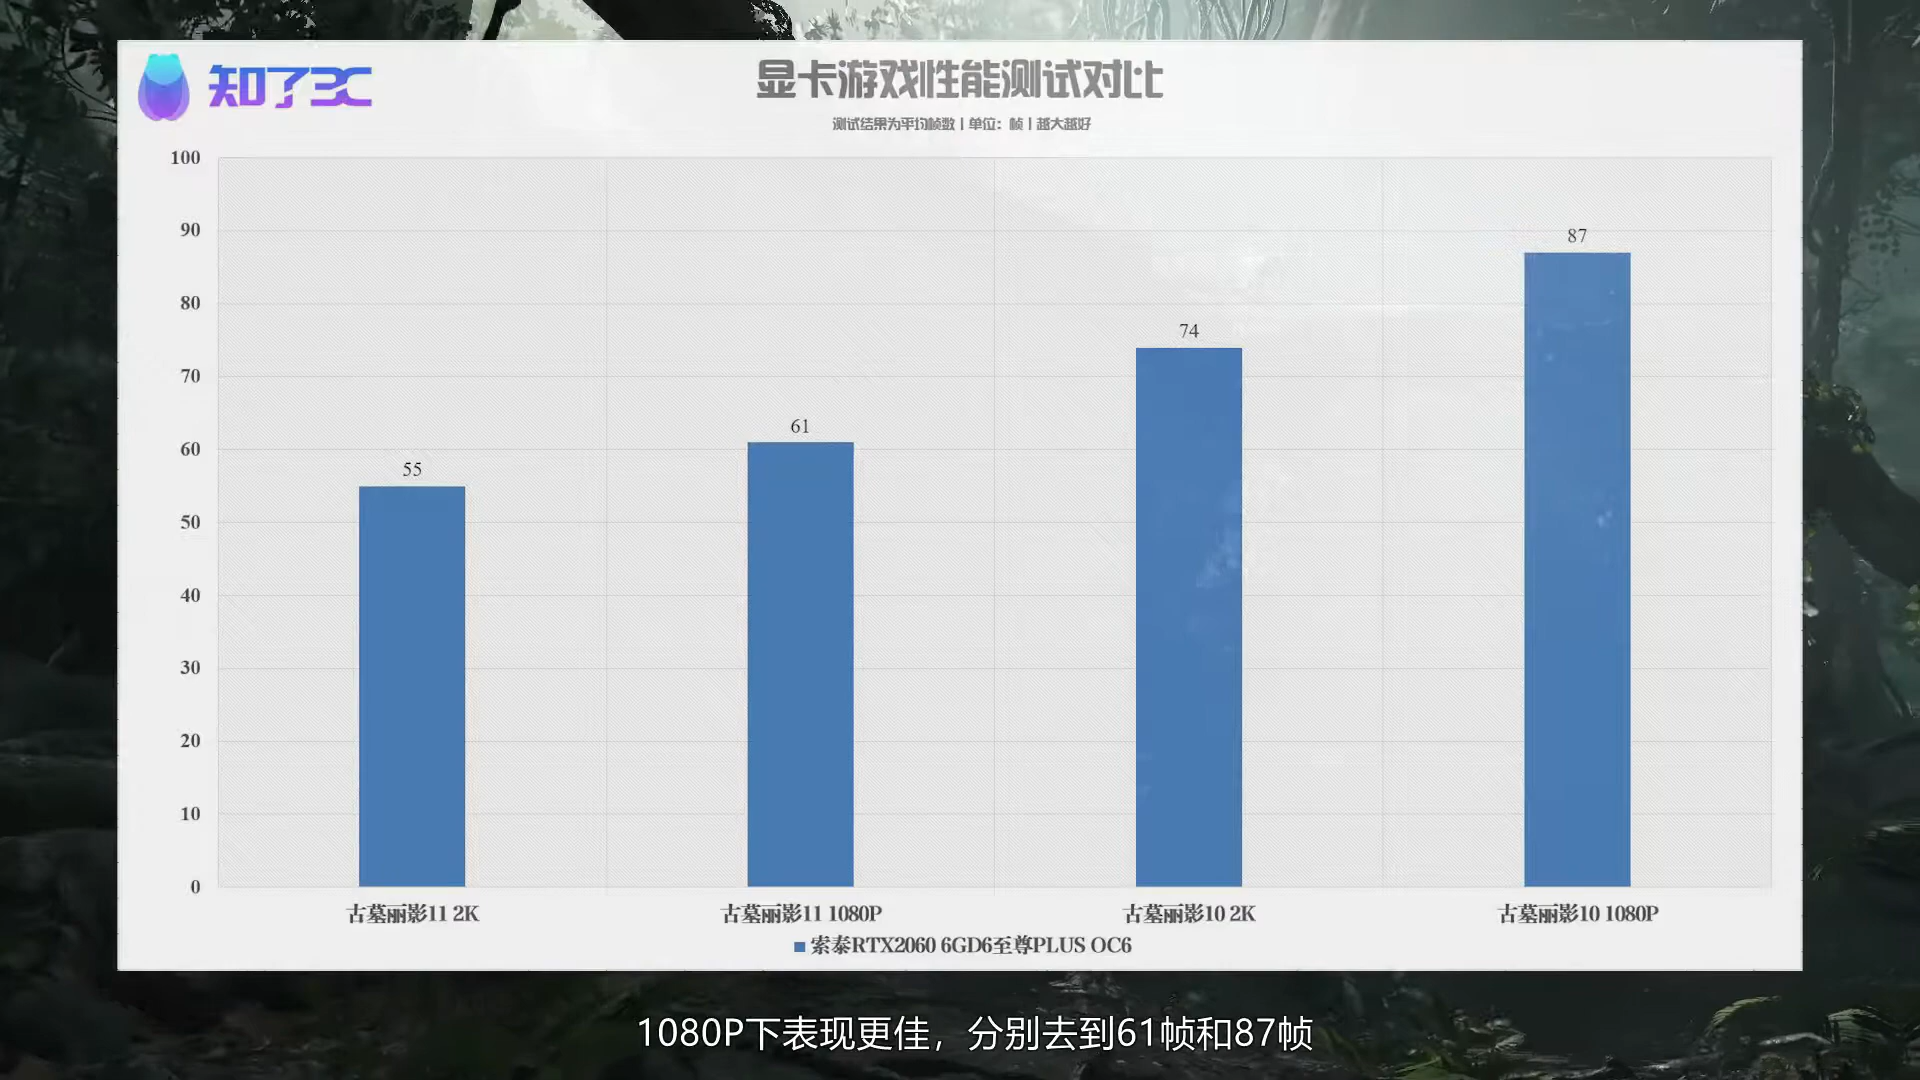 知了3C
显卡游戏性能测试对比
测试结果为平均帧数 | 单位：帧 | 越大越好
100
90
80
70
60
50
40
30
20
10
0
55
61
74
87
古墓丽影11 2K
古墓丽影11 1080P
古墓丽影10 2K
古墓丽影10 1080P
索泰RTX2060 6GD6至尊PLUS OC6
1080P下表现更佳，分别去到61帧和87帧